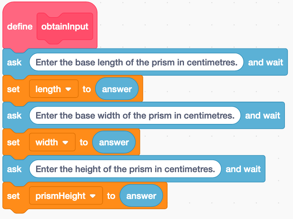 define obtainInput
ask Enter the base length of the prism in centimetres. and wait
set length to answer
ask Enter the base width of the prism in centimetres. and wait
set width to answer
ask Enter the height of the prism in centimetres. and wait
set prismHeight to answer